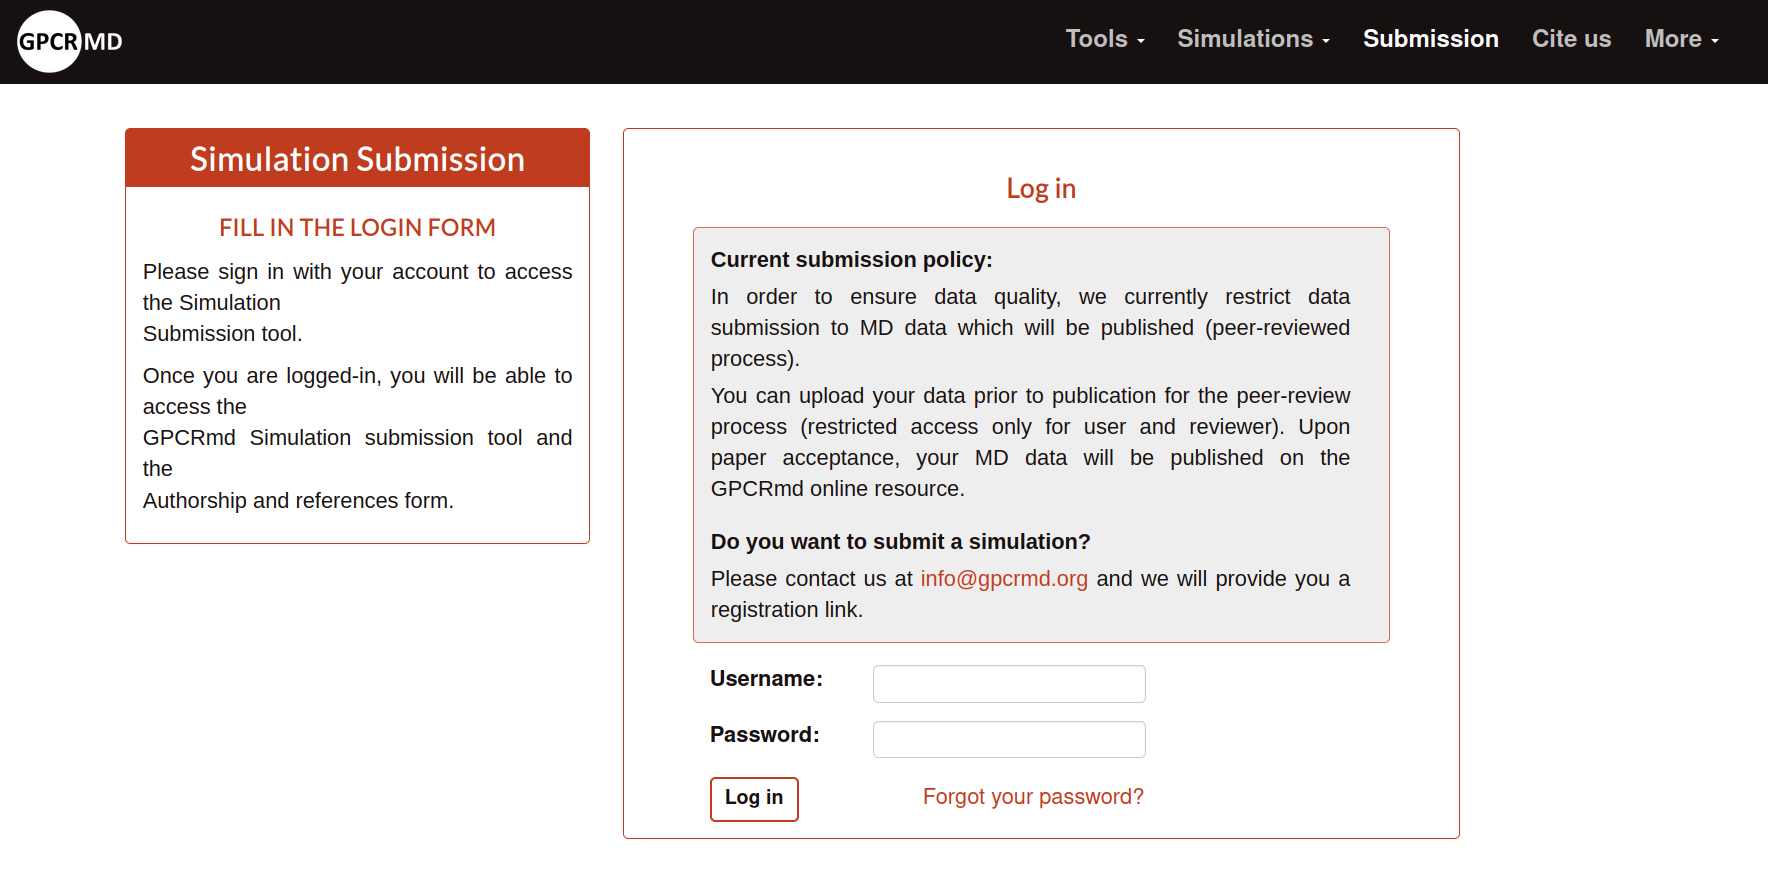 GPCRMD
Tools Simulations Submission Cite us More
Simulation Submission
FILL IN THE LOGIN FORM
Please sign in with your account to access
the Simulation
Submission tool.
Once you are logged-in, you will be able to
access the
GPCRmd Simulation submission tool and
the
Authorship and references form.
Log in
Current submission policy:
In order to ensure data quality, we currently restrict data
submission to MD data which will be published (peer-reviewed
process).
You can upload your data prior to publication for the peer-review
process (restricted access only for user and reviewer). Upon
paper acceptance, your MD data will be published on the
GPCRmd online resource.
Do you want to submit a simulation?
Please contact us at info@gpcrmd.org and we will provide you a
registration link.
Username:
Password:
Log in Forgot your password?